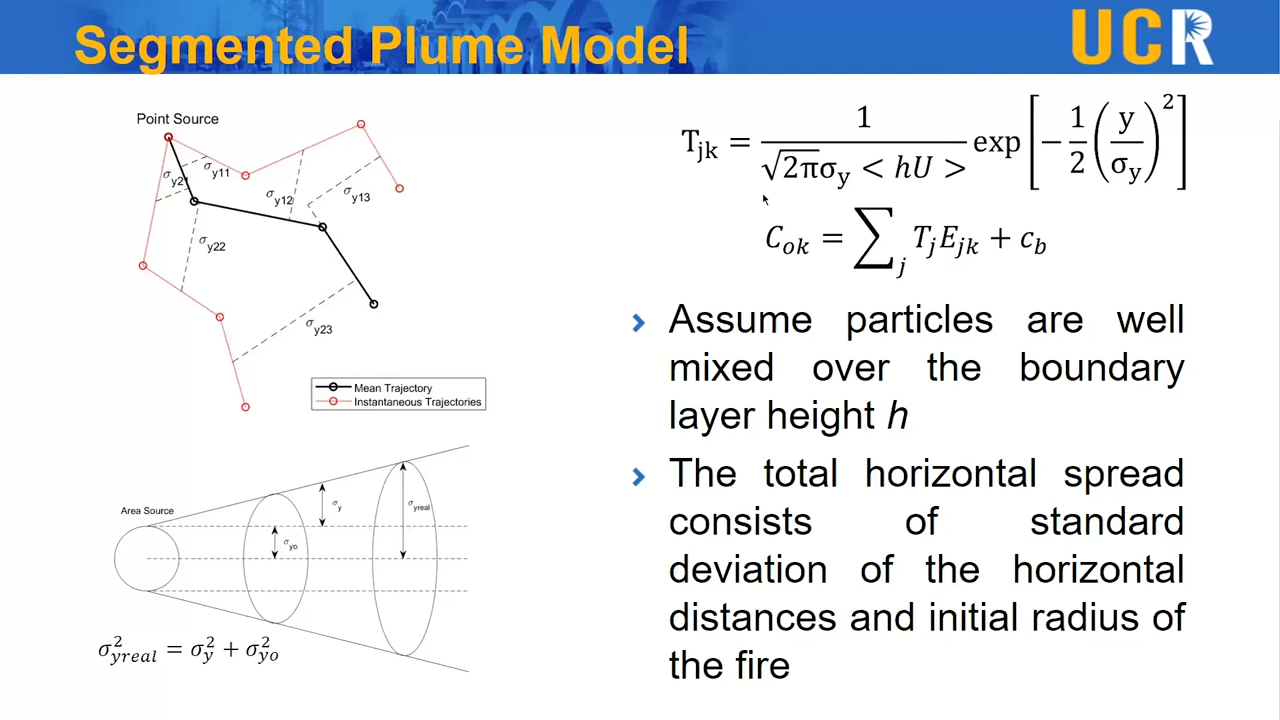 Segmented Plume Model
UCR
Point Source
σy21
σy11
σy12
σy13
σy22
σy23
Mean Trajectory
Instantaneous Trajectories
Area Source
σy
σyreal
σyo
σ²yreal = σ²y + σ²yo
Tjk = 1 / (√2π σy < hU >) exp [ −1/2 ( y / σy )² ]
Cok = ∑j TjEjk + cb
Assume particles are well
mixed over the boundary
layer height h
The total horizontal spread
consists of standard
deviation of the horizontal
distances and initial radius of
the fire